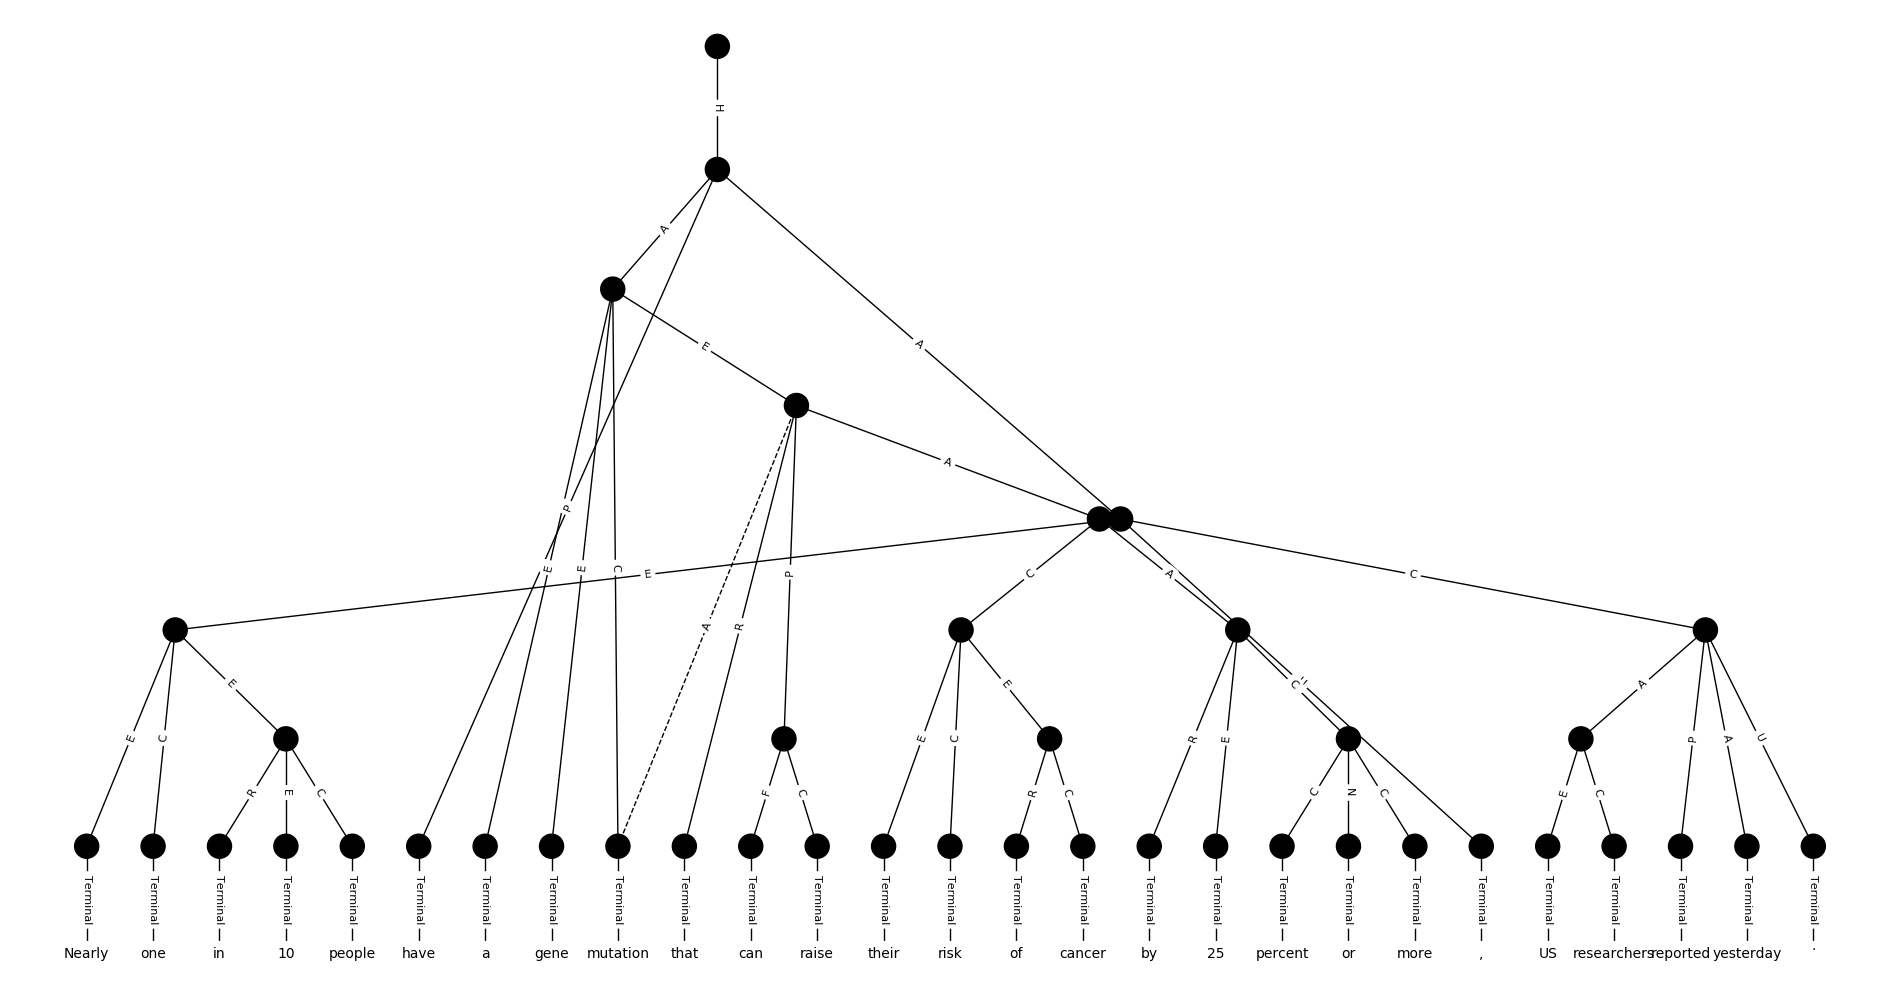 H
A
E
A
A
P
E
E
C
E
A
R
P
C
A
C
E
E
C
E
E
C
R
E
U
C
A
P
A
U
R
E
C
F
C
R
C
C
N
C
E
C
Terminal Terminal Terminal Terminal Terminal Terminal Terminal Terminal Terminal Terminal Terminal Terminal Terminal Terminal Terminal Terminal Terminal Terminal Terminal Terminal Terminal Terminal Terminal Terminal Terminal Terminal Terminal
Nearly one in 10 people have a gene mutation that can raise their risk of cancer by 25 percent or more , US researchers reported yesterday .